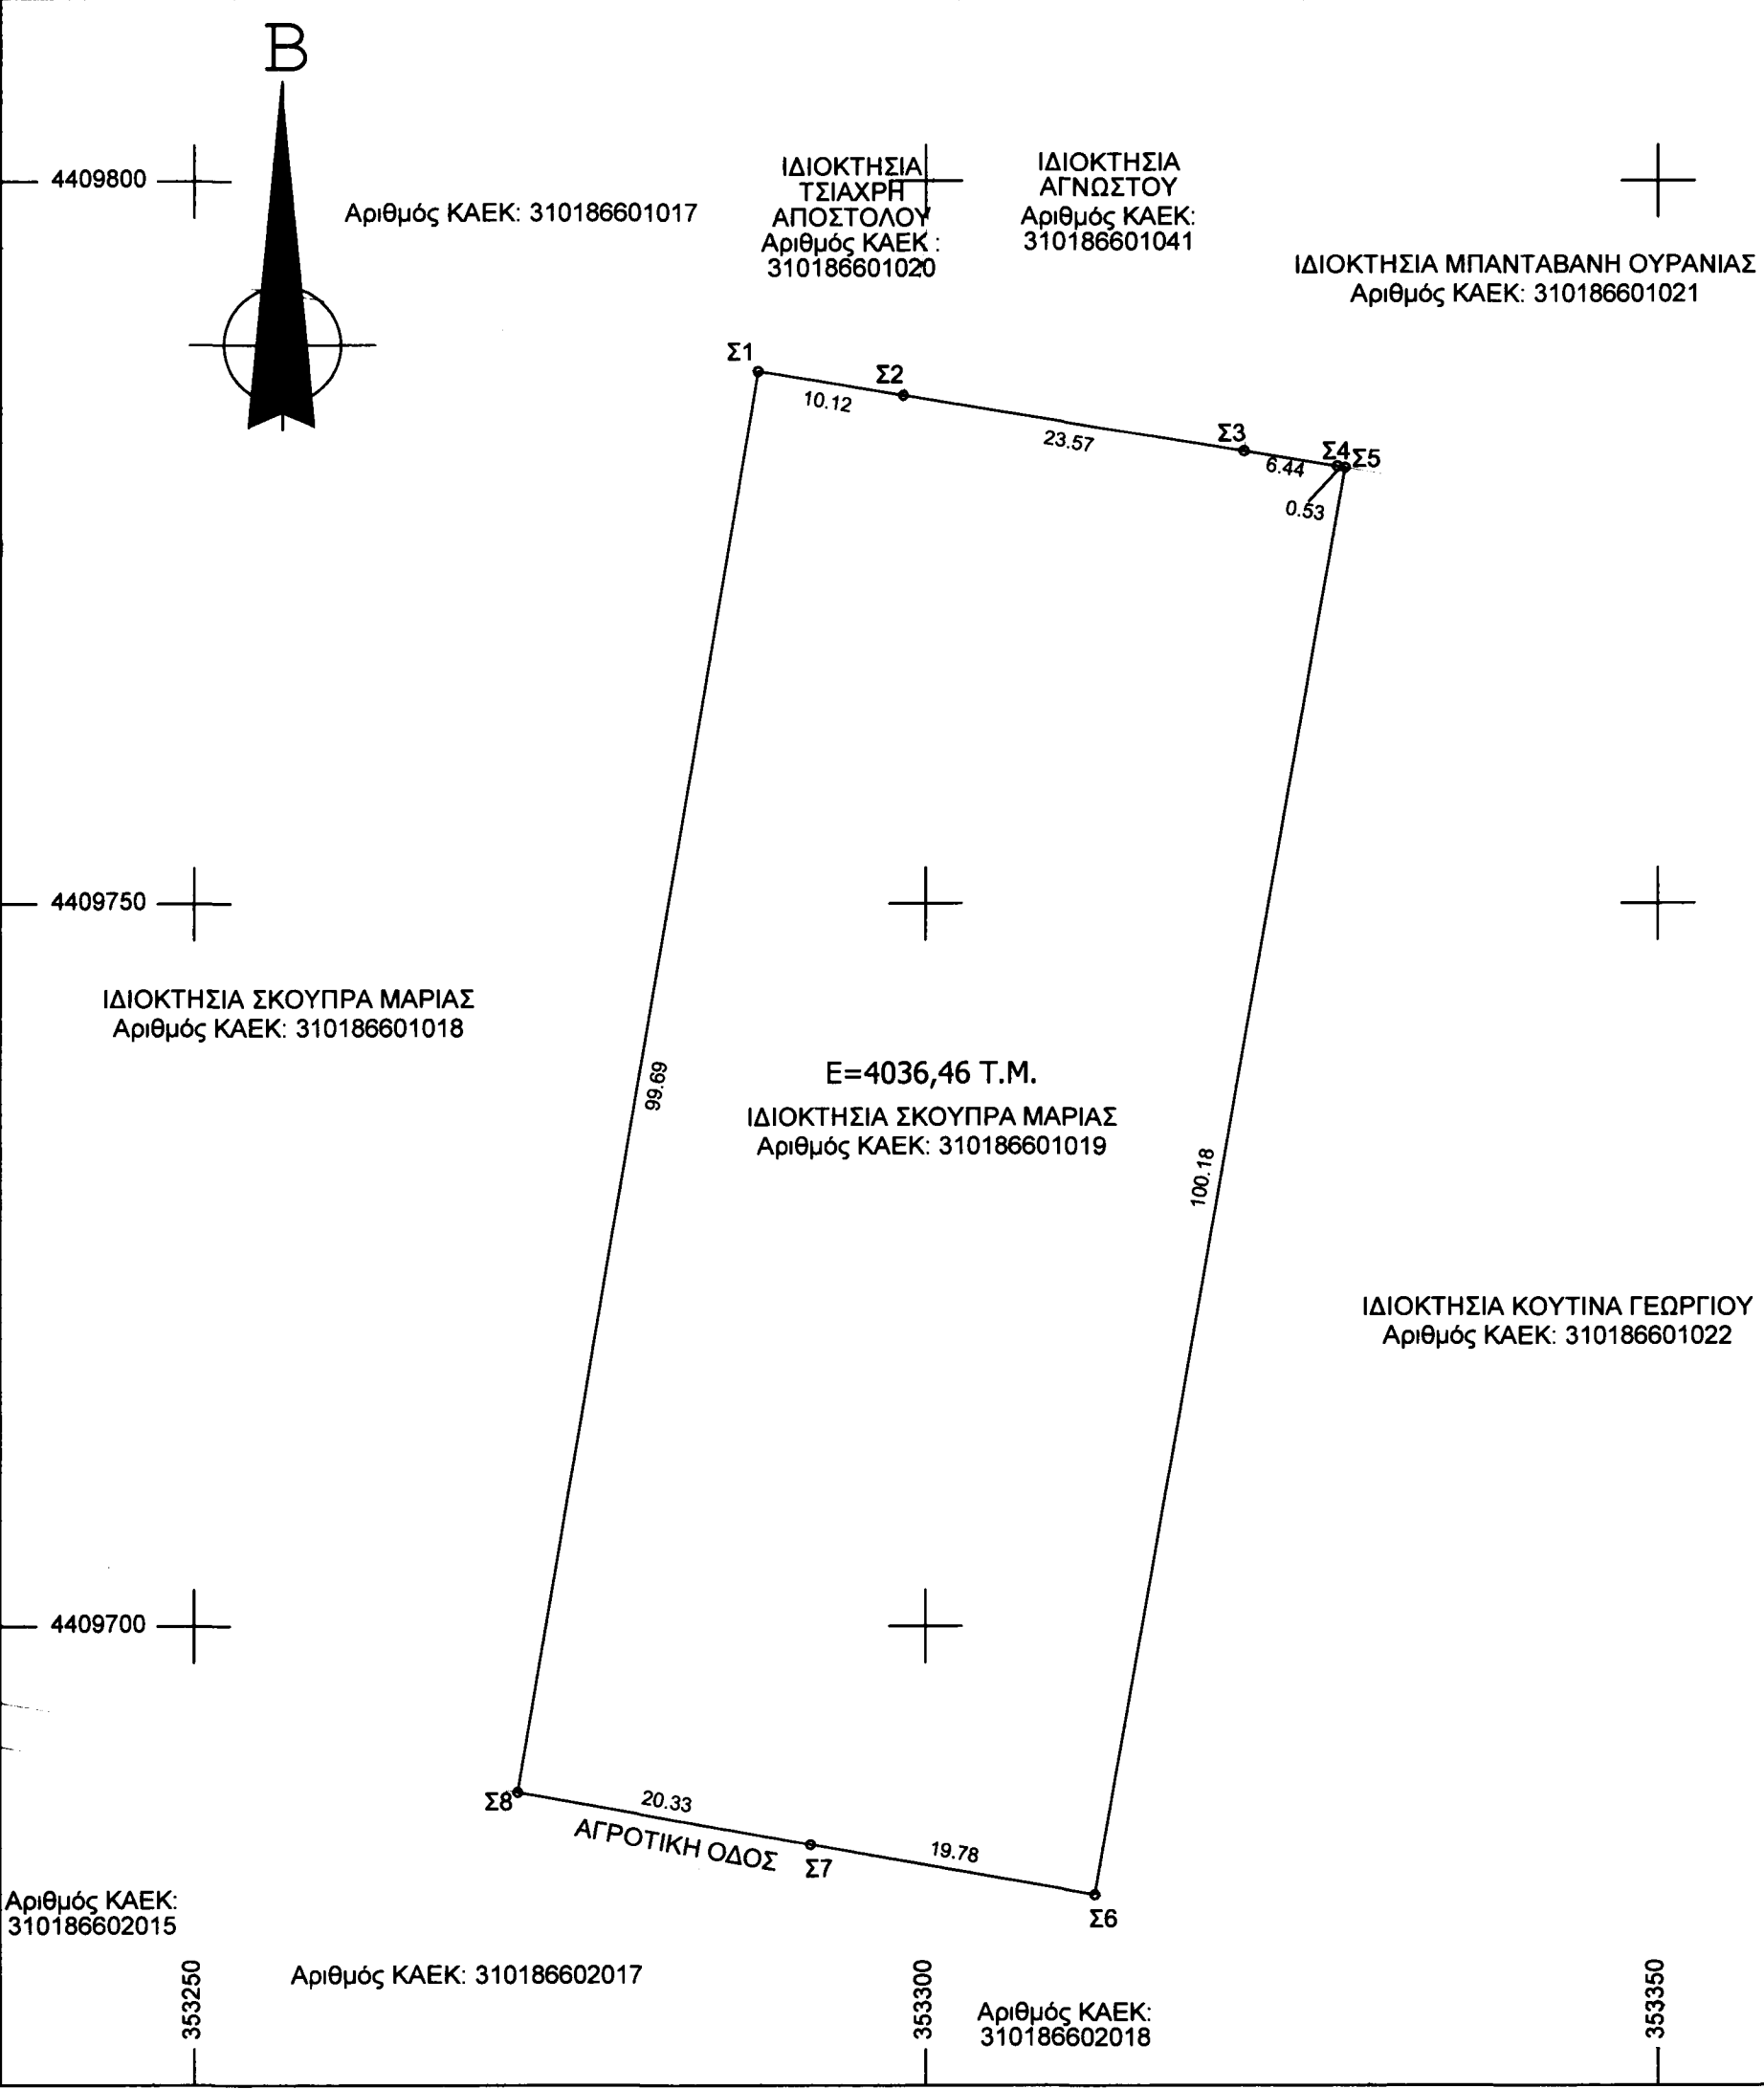 Β
4409800
Αριθμός ΚΑΕΚ: 310186601017
ΙΔΙΟΚΤΗΣΙΑ
ΤΣΙΑΧΡΗ
ΑΠΟΣΤΟΛΟΥ
Αριθμός ΚΑΕΚ :
310186601020
ΙΔΙΟΚΤΗΣΙΑ
ΑΓΝΩΣΤΟΥ
Αριθμός ΚΑΕΚ:
310186601041
ΙΔΙΟΚΤΗΣΙΑ ΜΠΑΝΤΑΒΑΝΗ ΟΥΡΑΝΙΑΣ
Αριθμός ΚΑΕΚ: 310186601021
Σ1
Σ2
10.12
23.57
Σ3
Σ4
Σ5
6.44
0.53
4409750
ΙΔΙΟΚΤΗΣΙΑ ΣΚΟΥΠΡΑ ΜΑΡΙΑΣ
Αριθμός ΚΑΕΚ: 310186601018
99.69
Ε=4036,46 Τ.Μ.
ΙΔΙΟΚΤΗΣΙΑ ΣΚΟΥΠΡΑ ΜΑΡΙΑΣ
Αριθμός ΚΑΕΚ: 310186601019
100.18
ΙΔΙΟΚΤΗΣΙΑ ΚΟΥΤΙΝΑ ΓΕΩΡΓΙΟΥ
Αριθμός ΚΑΕΚ: 310186601022
4409700
Σ8
20.33
ΑΓΡΟΤΙΚΗ ΟΔΟΣ
Σ7
19.78
Σ6
Αριθμός ΚΑΕΚ:
310186602015
Αριθμός ΚΑΕΚ: 310186602017
Αριθμός ΚΑΕΚ:
310186602018
353250
353300
353350